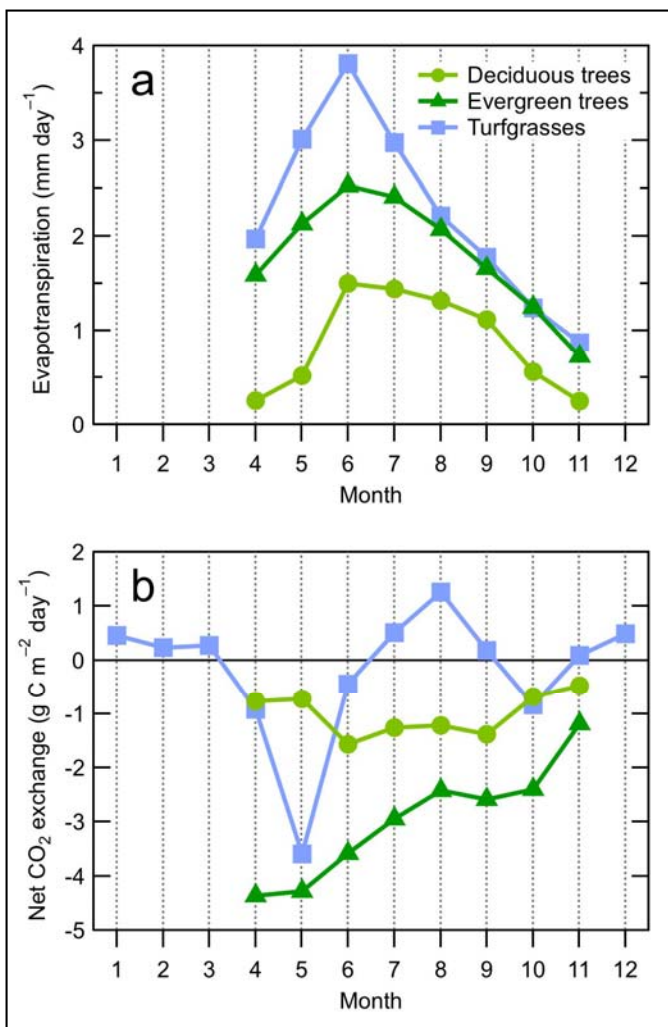 a
Deciduous trees
Evergreen trees
Turfgrasses
4
3
2
1
0
Evapotranspiration (mm day⁻¹)
1 2 3 4 5 6 7 8 9 10 11 12
Month
b
2
1
0
-1
-2
-3
-4
-5
Net CO₂ exchange (g C m⁻² day⁻¹)
1 2 3 4 5 6 7 8 9 10 11 12
Month